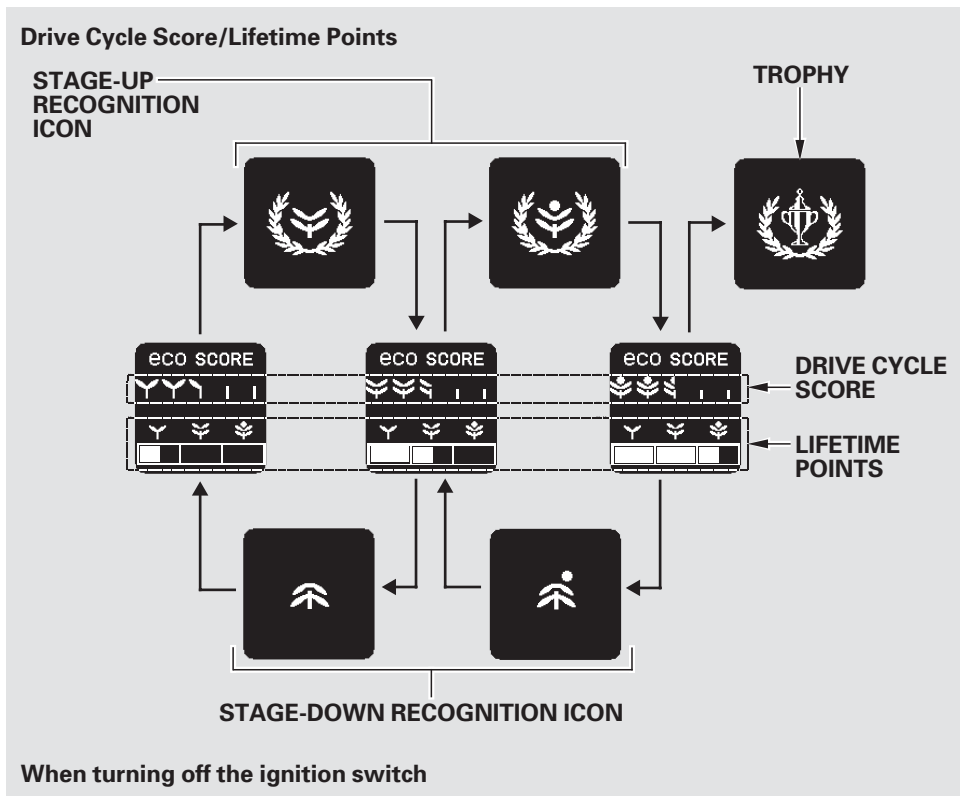 Drive Cycle Score/Lifetime Points
STAGE-UP
RECOGNITION
ICON
TROPHY
eco SCORE
eco SCORE
eco SCORE
DRIVE CYCLE
SCORE
LIFETIME
POINTS
STAGE-DOWN RECOGNITION ICON
When turning off the ignition switch